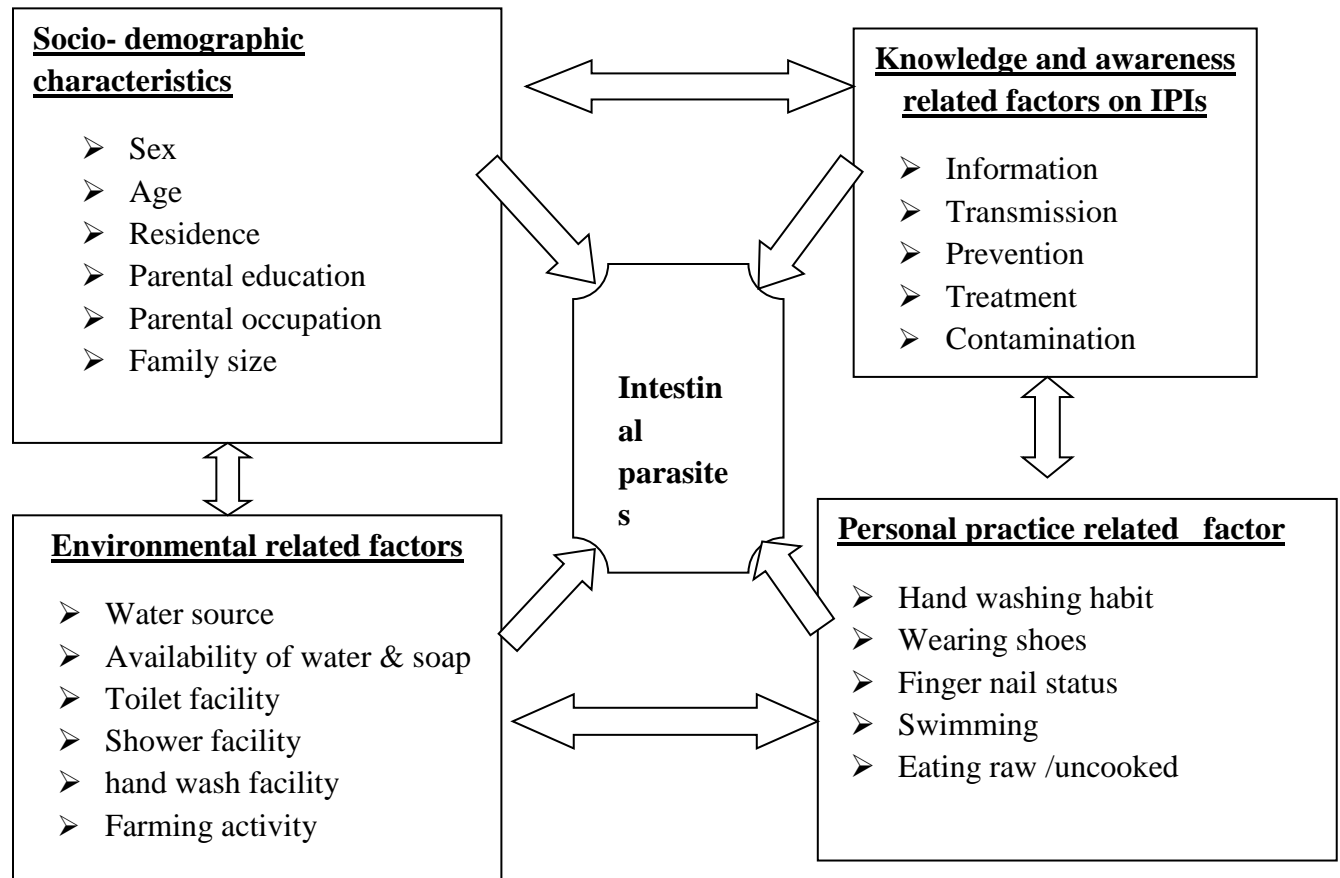 Socio- demographic
characteristics
➢ Sex
➢ Age
➢ Residence
➢ Parental education
➢ Parental occupation
➢ Family size
Knowledge and awareness
related factors on IPIs
➢ Information
➢ Transmission
➢ Prevention
➢ Treatment
➢ Contamination
Intestin
al
parasite
s
Environmental related factors
➢ Water source
➢ Availability of water & soap
➢ Toilet facility
➢ Shower facility
➢ hand wash facility
➢ Farming activity
Personal practice related factor
➢ Hand washing habit
➢ Wearing shoes
➢ Finger nail status
➢ Swimming
➢ Eating raw /uncooked